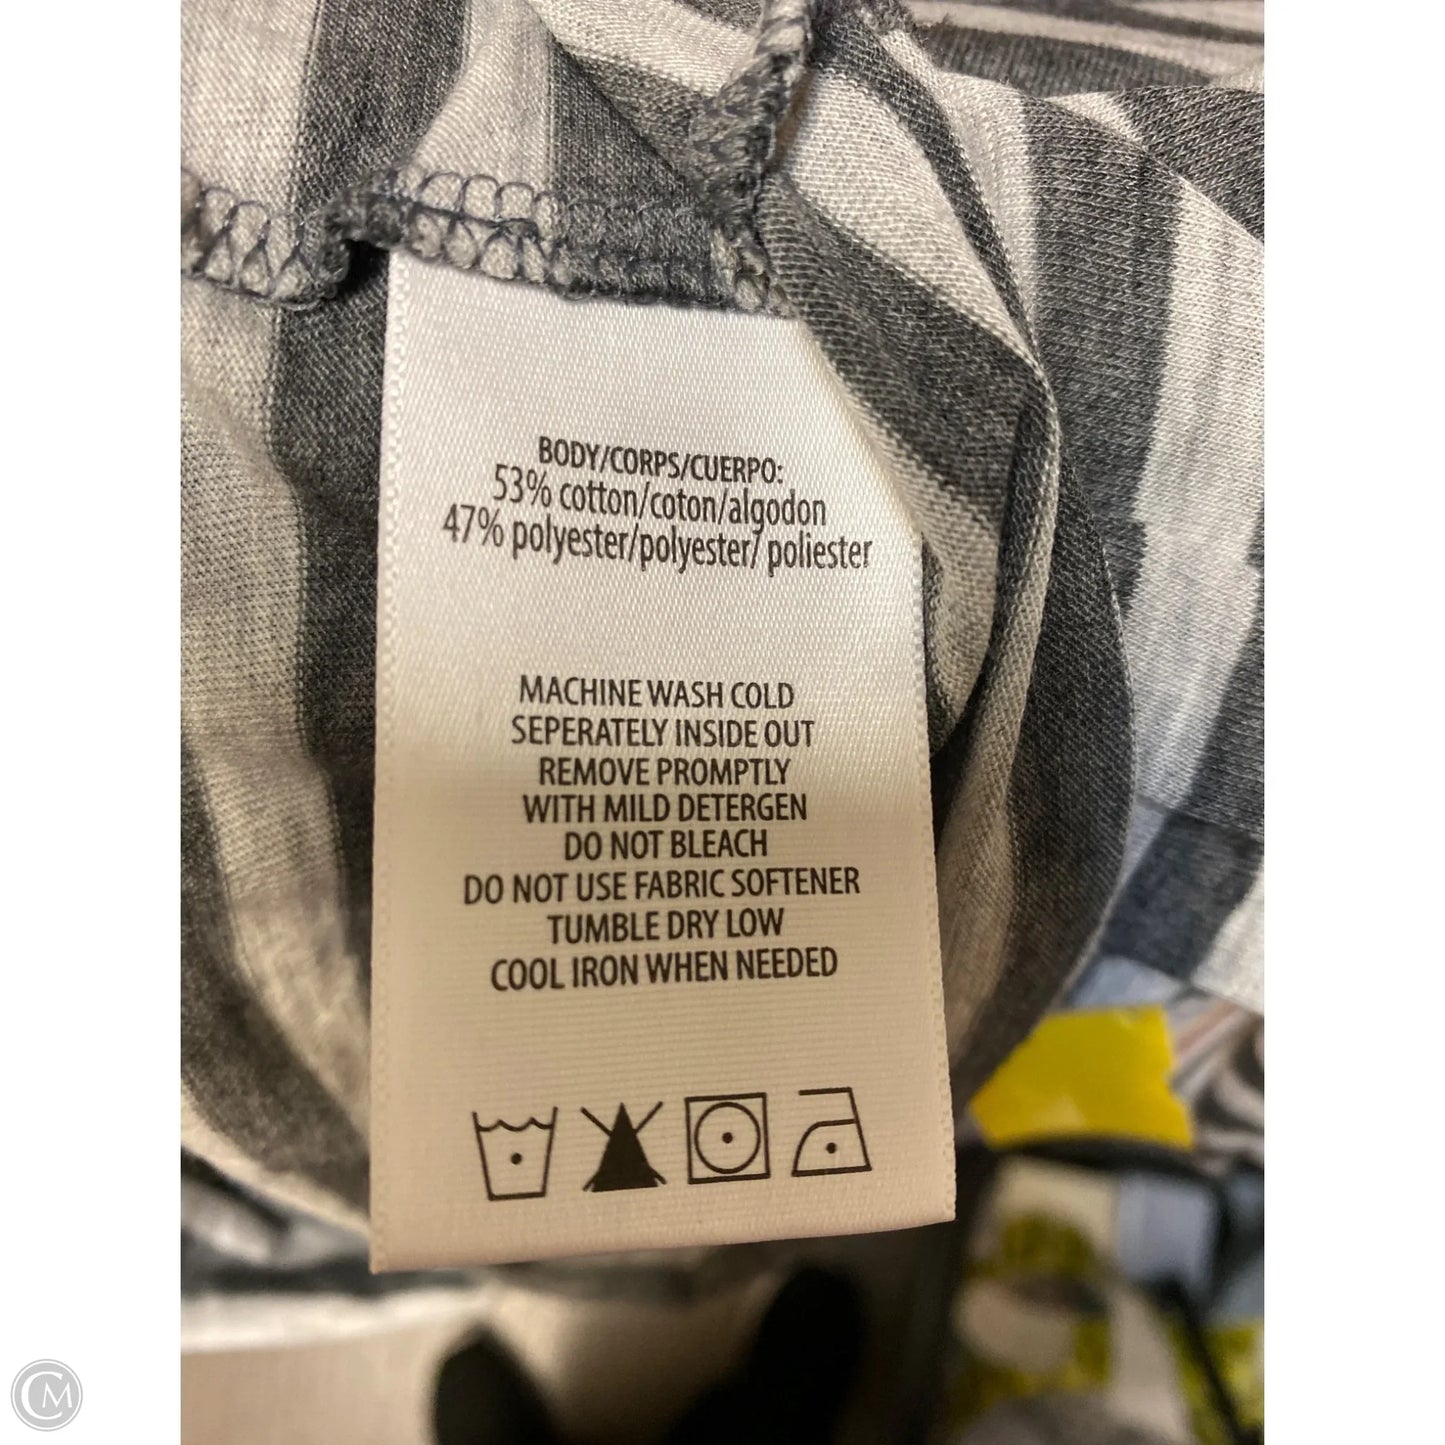 BODY/CORPS/CUERPO:
53% cotton/coton/algodon
47% polyester/polyester/ poliester
MACHINE WASH COLD
SEPERATELY INSIDE OUT
REMOVE PROMPTLY
WITH MILD DETERGEN
DO NOT BLEACH
DO NOT USE FABRIC SOFTENER
TUMBLE DRY LOW
COOL IRON WHEN NEEDED
CM